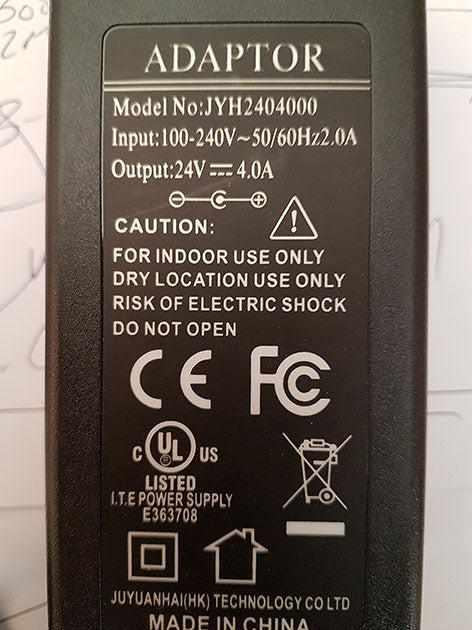 ADAPTOR
Model No:JYH2404000
Input:100-240V~50/60Hz2.0A
Output:24V⎓4.0A
CAUTION:
FOR INDOOR USE ONLY
DRY LOCATION USE ONLY
RISK OF ELECTRIC SHOCK
DO NOT OPEN
CE FC
C UL US
LISTED
I.T.E POWER SUPPLY
E363708
JUYUANHAI(HK) TECHNOLOGY CO LTD
MADE IN CHINA